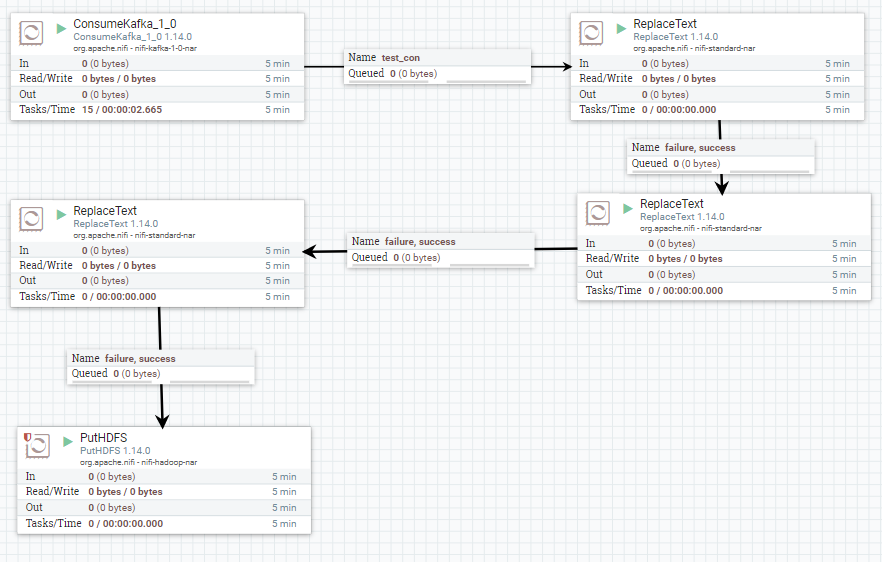 ConsumeKafka_1_0
ConsumeKafka_1_0 1.14.0
org.apache.nifi - nifi-kafka-1-0-nar
In 0 (0 bytes) 5 min
Read/Write 0 bytes / 0 bytes 5 min
Out 0 (0 bytes) 5 min
Tasks/Time 15 / 00:00:02.665 5 min
Name test_con
Queued 0 (0 bytes)
ReplaceText
ReplaceText 1.14.0
org.apache.nifi - nifi-standard-nar
In 0 (0 bytes) 5 min
Read/Write 0 bytes / 0 bytes 5 min
Out 0 (0 bytes) 5 min
Tasks/Time 0 / 00:00:00.000 5 min
Name failure, success
Queued 0 (0 bytes)
ReplaceText
ReplaceText 1.14.0
org.apache.nifi - nifi-standard-nar
In 0 (0 bytes) 5 min
Read/Write 0 bytes / 0 bytes 5 min
Out 0 (0 bytes) 5 min
Tasks/Time 0 / 00:00:00.000 5 min
Name failure, success
Queued 0 (0 bytes)
ReplaceText
ReplaceText 1.14.0
org.apache.nifi - nifi-standard-nar
In 0 (0 bytes) 5 min
Read/Write 0 bytes / 0 bytes 5 min
Out 0 (0 bytes) 5 min
Tasks/Time 0 / 00:00:00.000 5 min
Name failure, success
Queued 0 (0 bytes)
PutHDFS
PutHDFS 1.14.0
org.apache.nifi - nifi-hadoop-nar
In 0 (0 bytes) 5 min
Read/Write 0 bytes / 0 bytes 5 min
Out 0 (0 bytes) 5 min
Tasks/Time 0 / 00:00:00.000 5 min